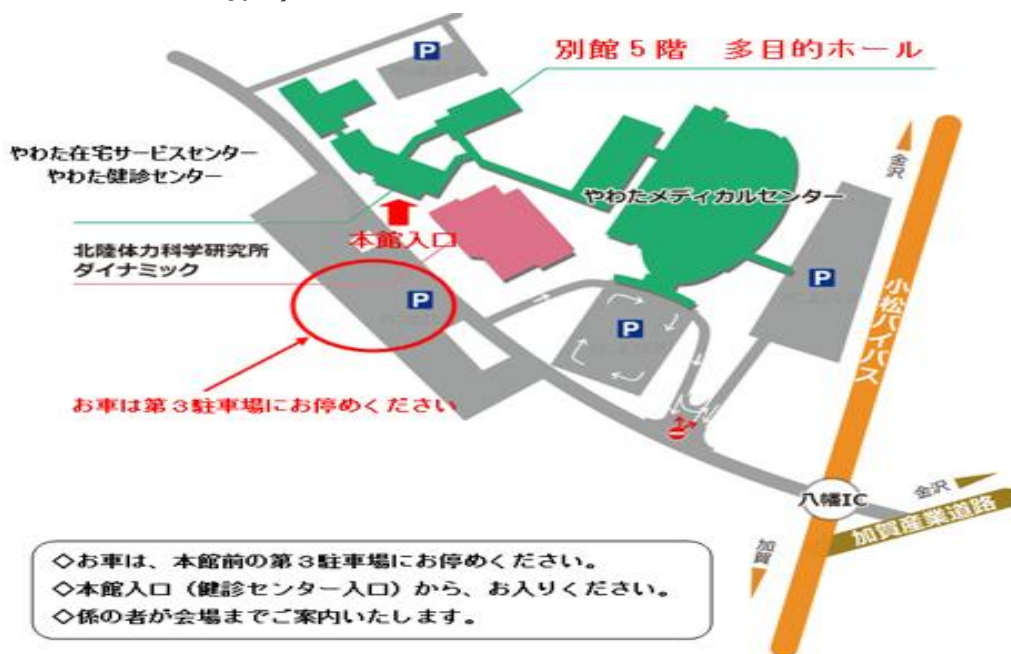 P
別館５階　多目的ホール
やわた在宅サービスセンター
やわた健診センター
金沢
やわたメディカルセンター
本館入口
北陸体力科学研究所
ダイナミック
P
P
P
小松バイパス
お車は第３駐車場にお停めください
八幡IC
金沢
加賀産業道路
加賀
◇お車は、本館前の第３駐車場にお停めください。
◇本館入口（健診センター入口）から、お入りください。
◇係の者が会場までご案内いたします。